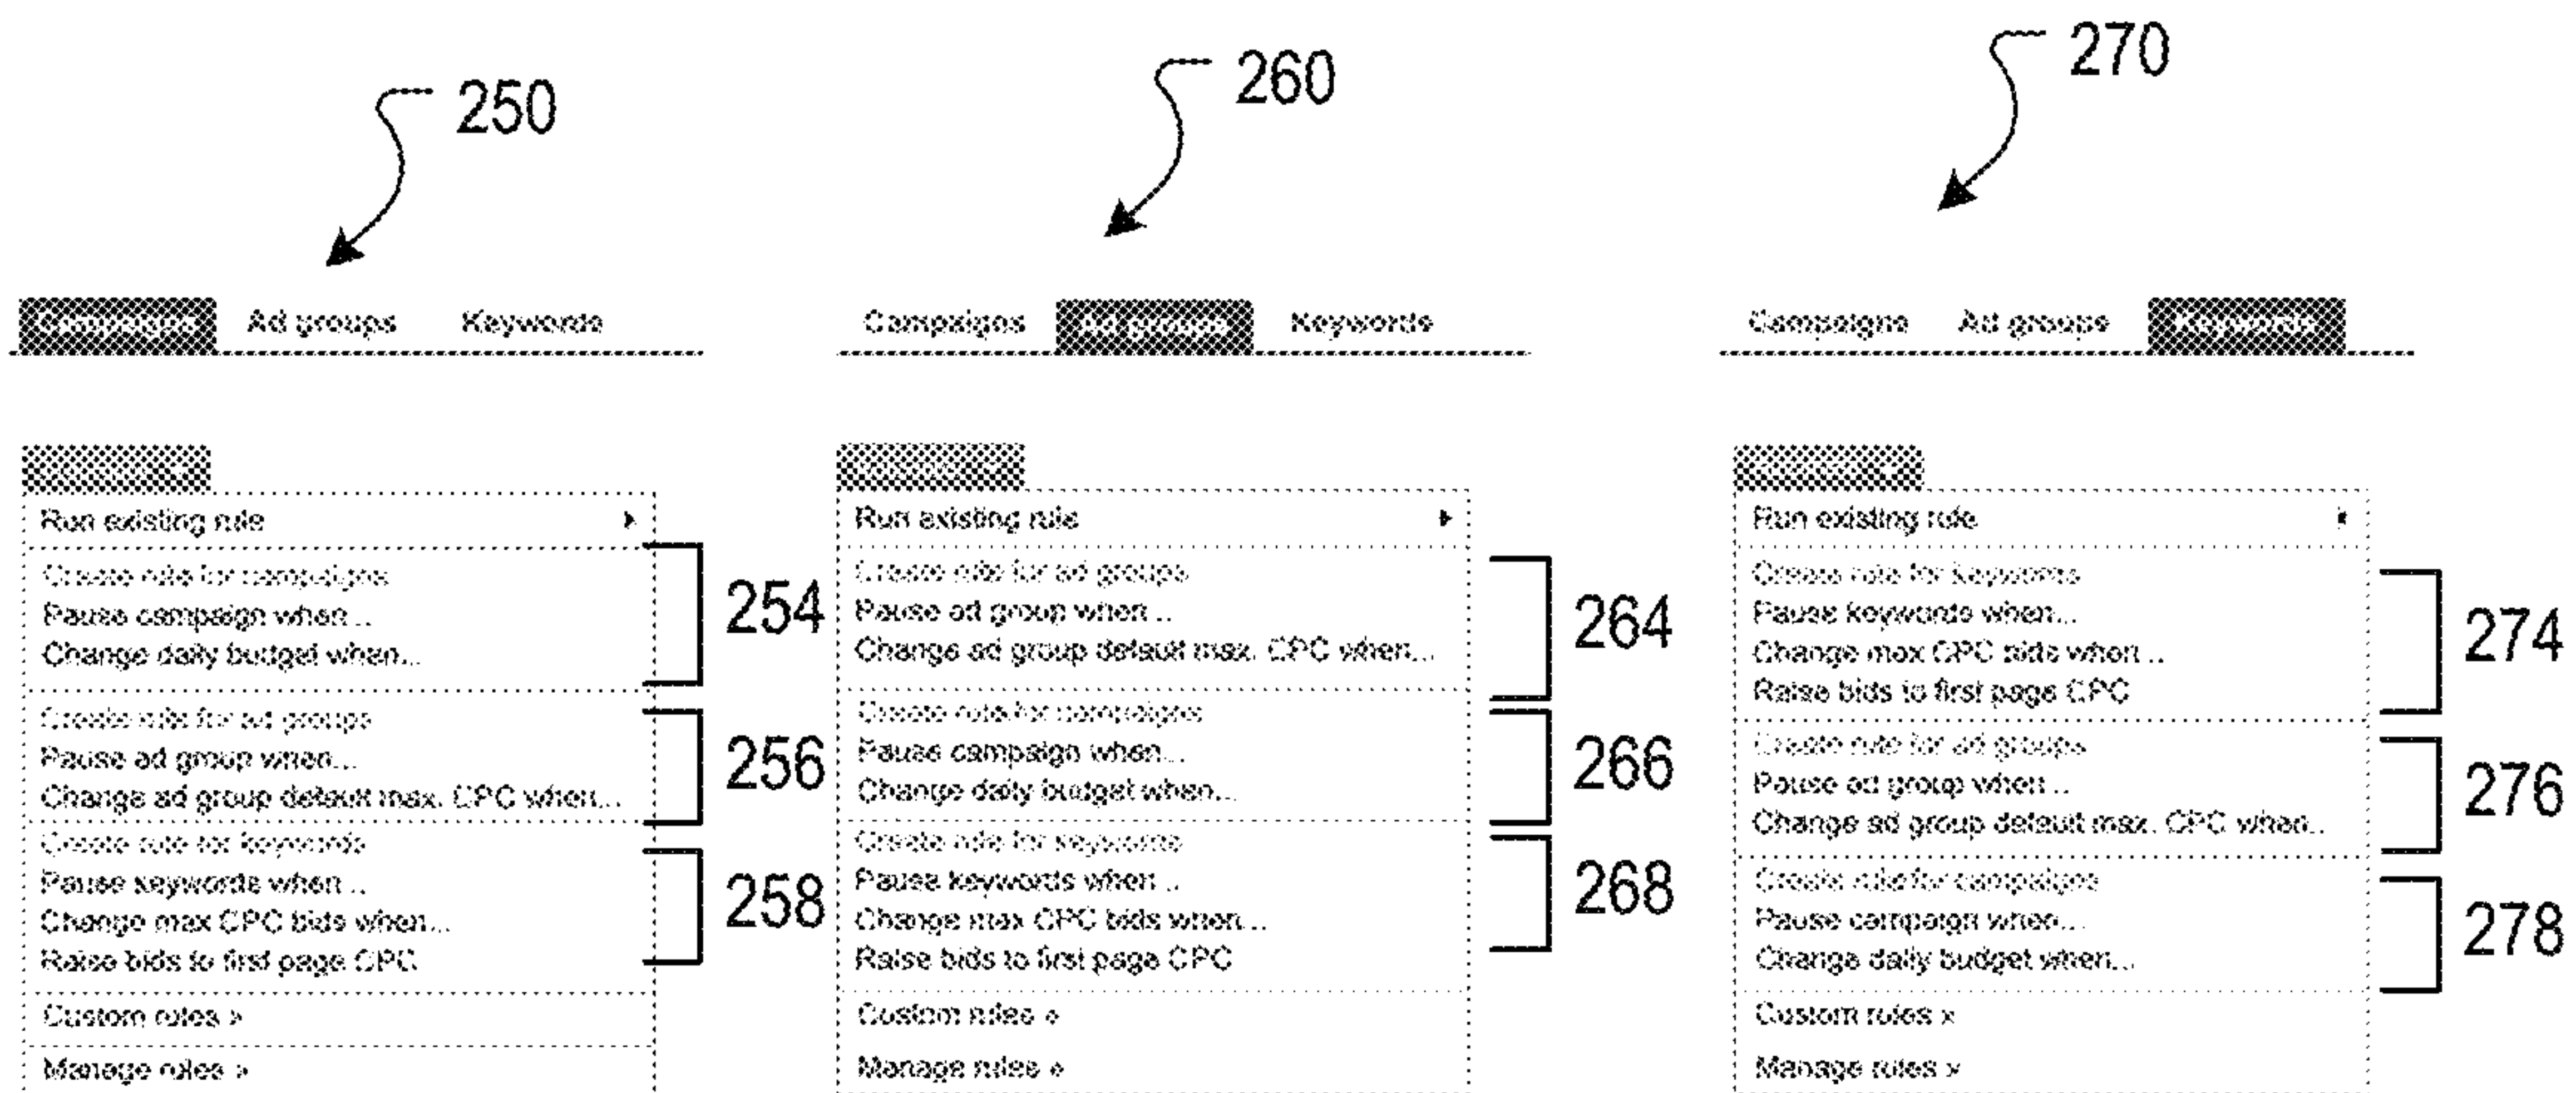 250
260
270
Campaigns Ad groups Keywords
Campaigns Ad groups Keywords
Campaigns Ad groups Keywords
Run existing rule
Create rule for campaigns
Pause campaign when...
Change daily budget when...
254
Create rule for ad groups
Pause ad group when...
Change ad group default max. CPC when...
256
Create rule for keywords
Pause keywords when...
Change max CPC bids when...
Raise bids to first page CPC
258
Custom rules »
Manage rules »
Run existing rule
Create rule for ad groups
Pause ad group when...
Change ad group default max. CPC when...
264
Create rule for campaigns
Pause campaign when...
Change daily budget when...
266
Create rule for keywords
Pause keywords when...
Change max CPC bids when...
Raise bids to first page CPC
268
Custom rules »
Manage rules »
Run existing rule
Create rule for keywords
Pause keywords when...
Change max CPC bids when...
Raise bids to first page CPC
274
Create rule for ad groups
Pause ad group when...
Change ad group default max. CPC when...
276
Create rule for campaigns
Pause campaign when...
Change daily budget when...
278
Custom rules »
Manage rules »